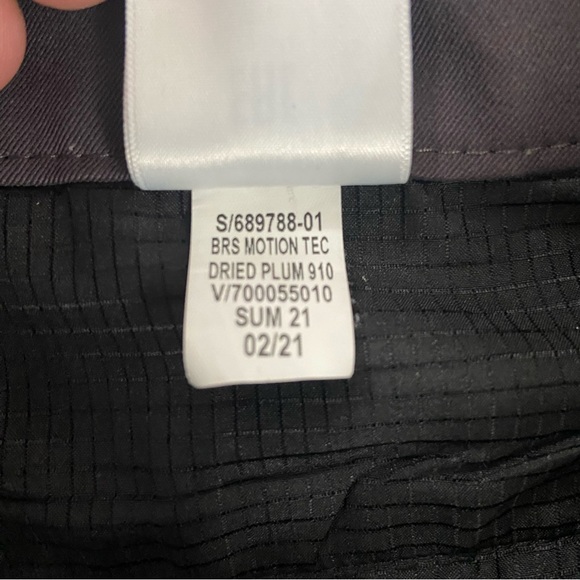 S/689788-01
BRS MOTION TEC
DRIED PLUM 910
V/700055010
SUM 21
02/21